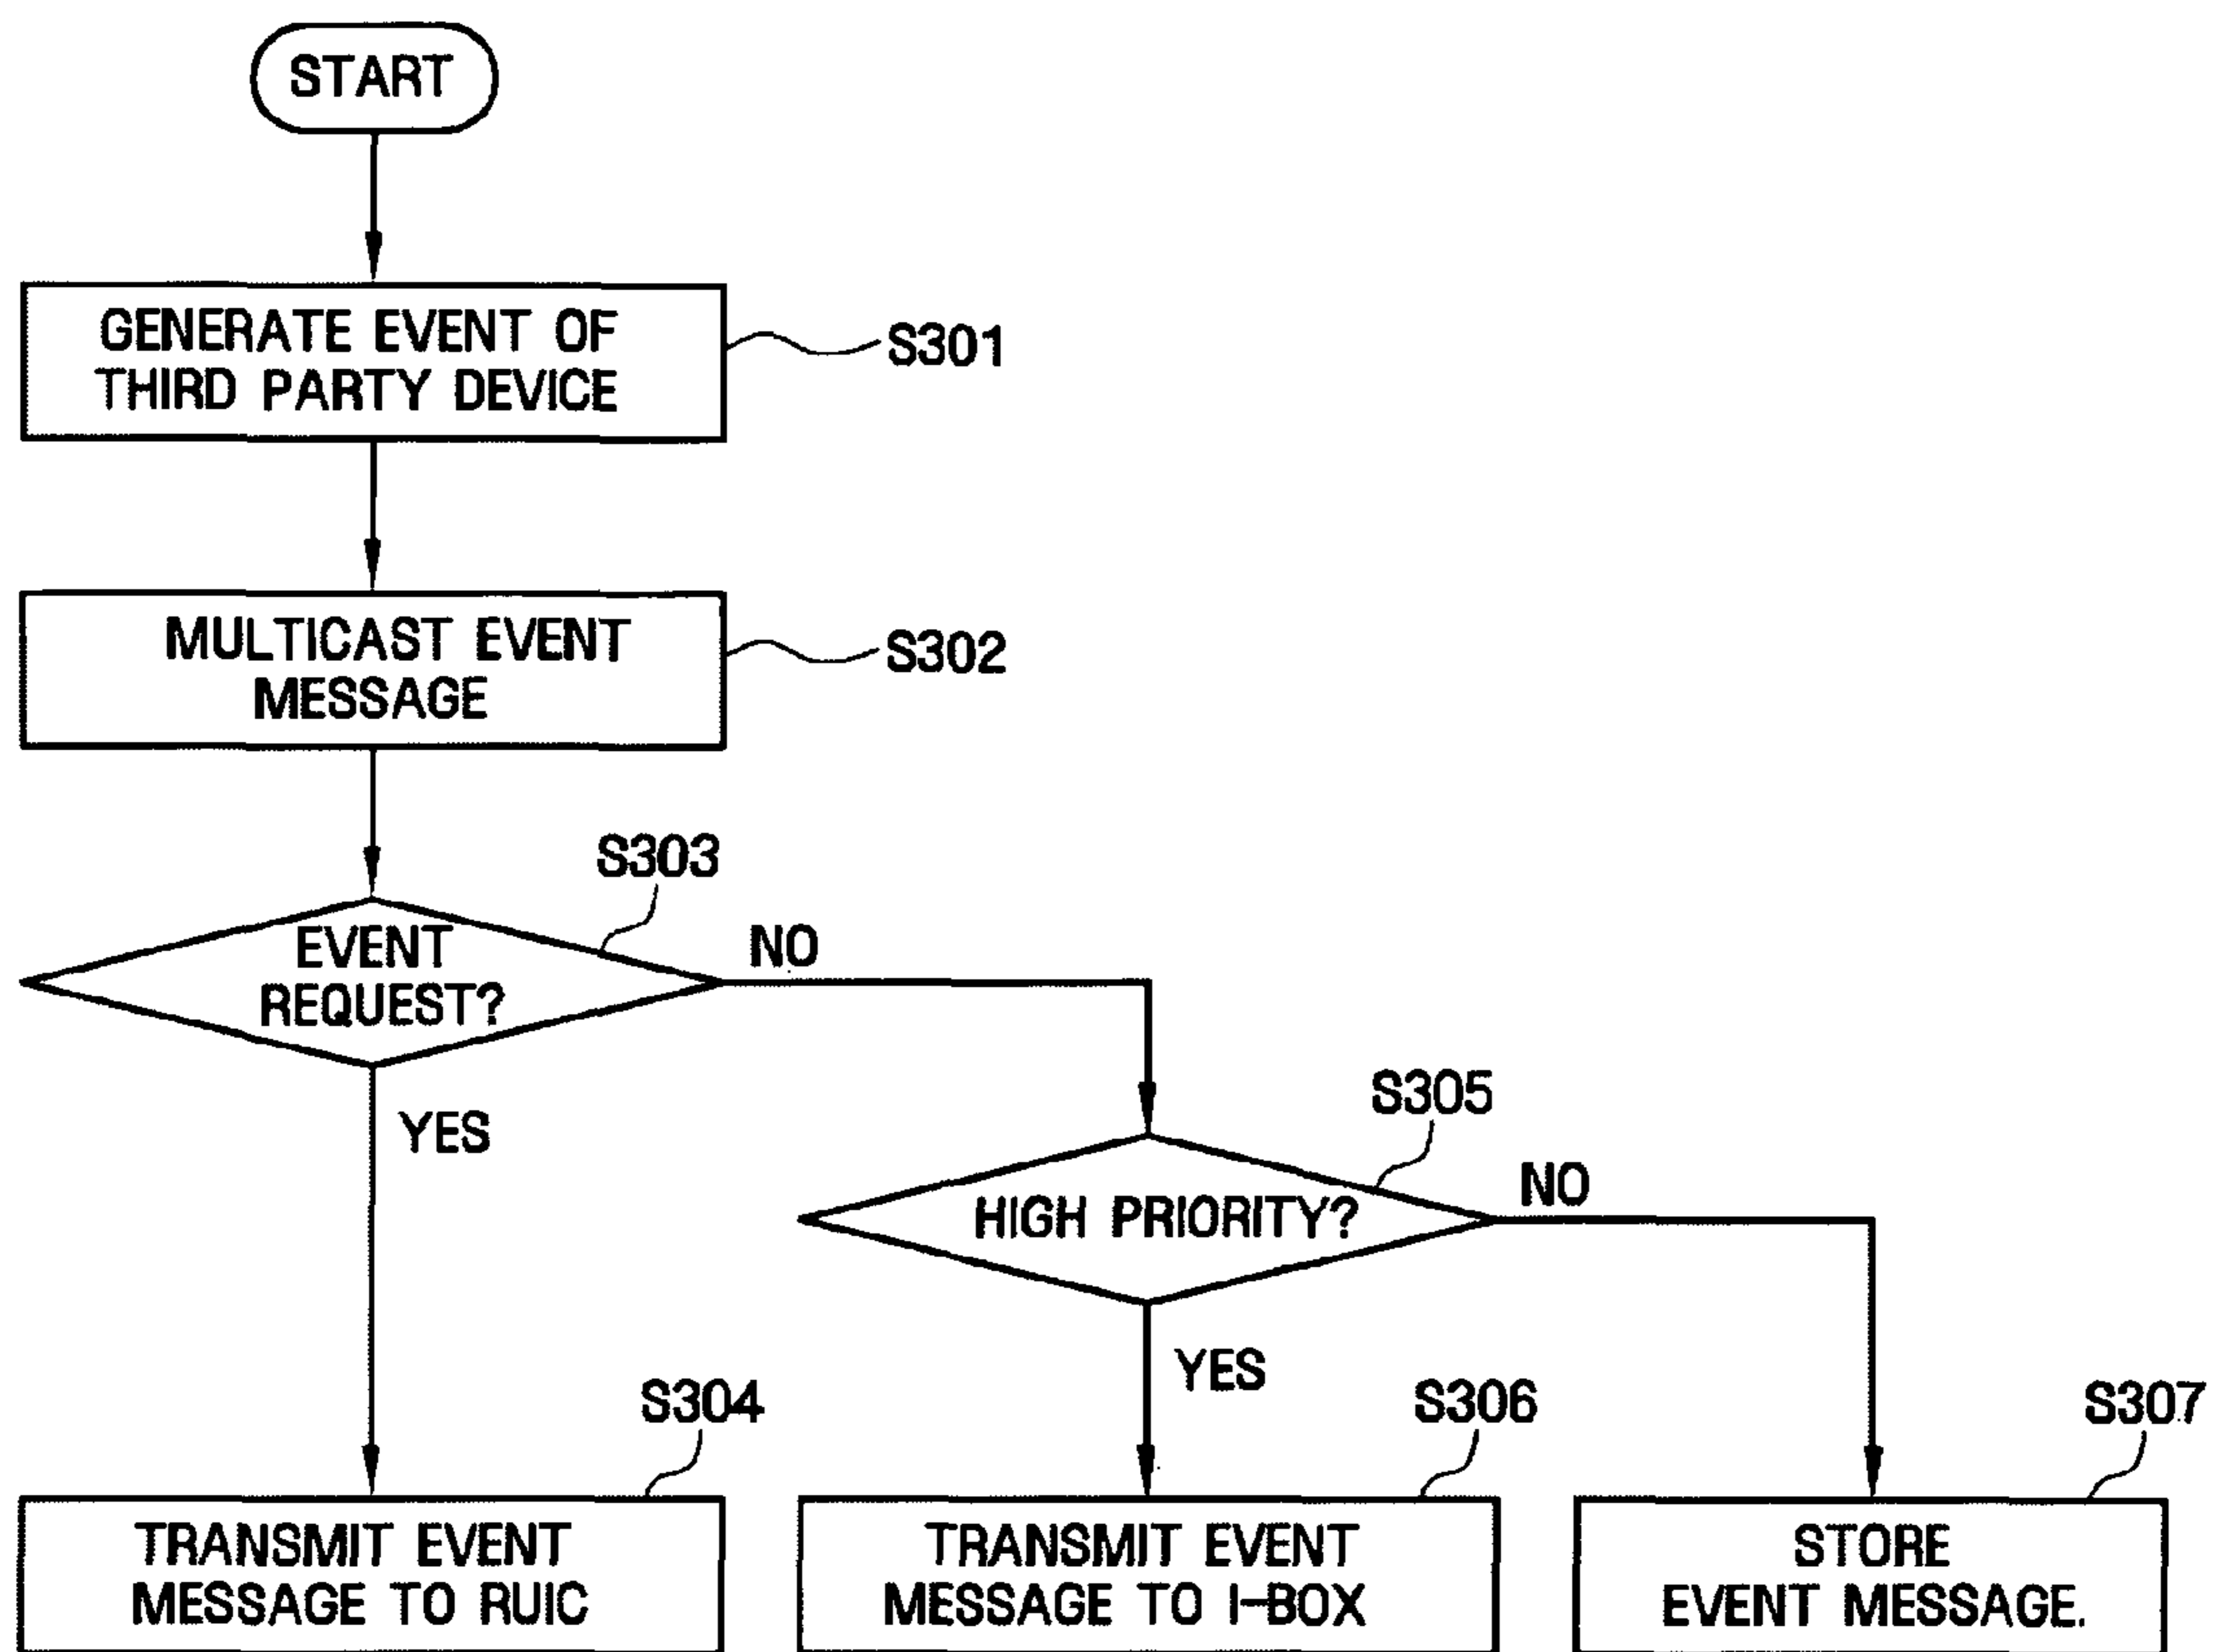 START
GENERATE EVENT OF
THIRD PARTY DEVICE
S301
MULTICAST EVENT
MESSAGE
S302
S303
EVENT
REQUEST?
NO
YES
S305
HIGH PRIORITY?
NO
YES
S304
TRANSMIT EVENT
MESSAGE TO RUIC
S306
TRANSMIT EVENT
MESSAGE TO I-BOX
S307
STORE
EVENT MESSAGE.